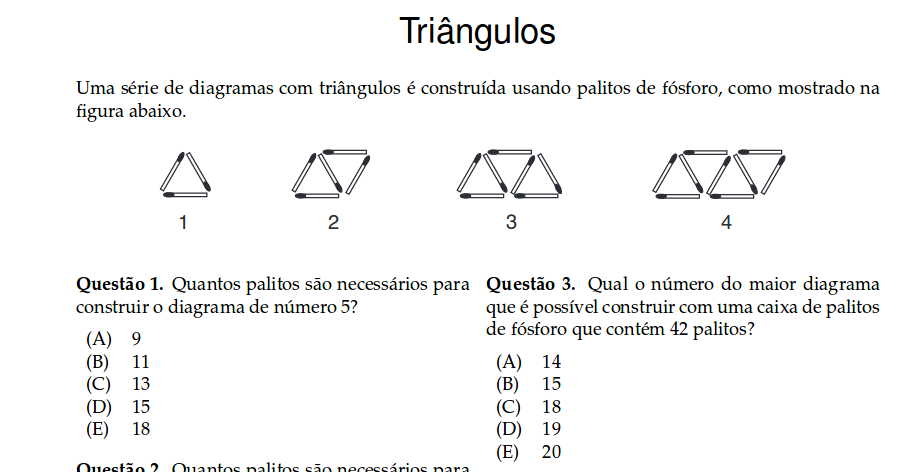 Triângulos
Uma série de diagramas com triângulos é construída usando palitos de fósforo, como mostrado na
figura abaixo.
1
2
3
4
Questão 1. Quantos palitos são necessários para
construir o diagrama de número 5?
(A) 9
(B) 11
(C) 13
(D) 15
(E) 18
Questão 2. Quantos palitos são necessários para
Questão 3. Qual o número do maior diagrama
que é possível construir com uma caixa de palitos
de fósforo que contém 42 palitos?
(A) 14
(B) 15
(C) 18
(D) 19
(E) 20